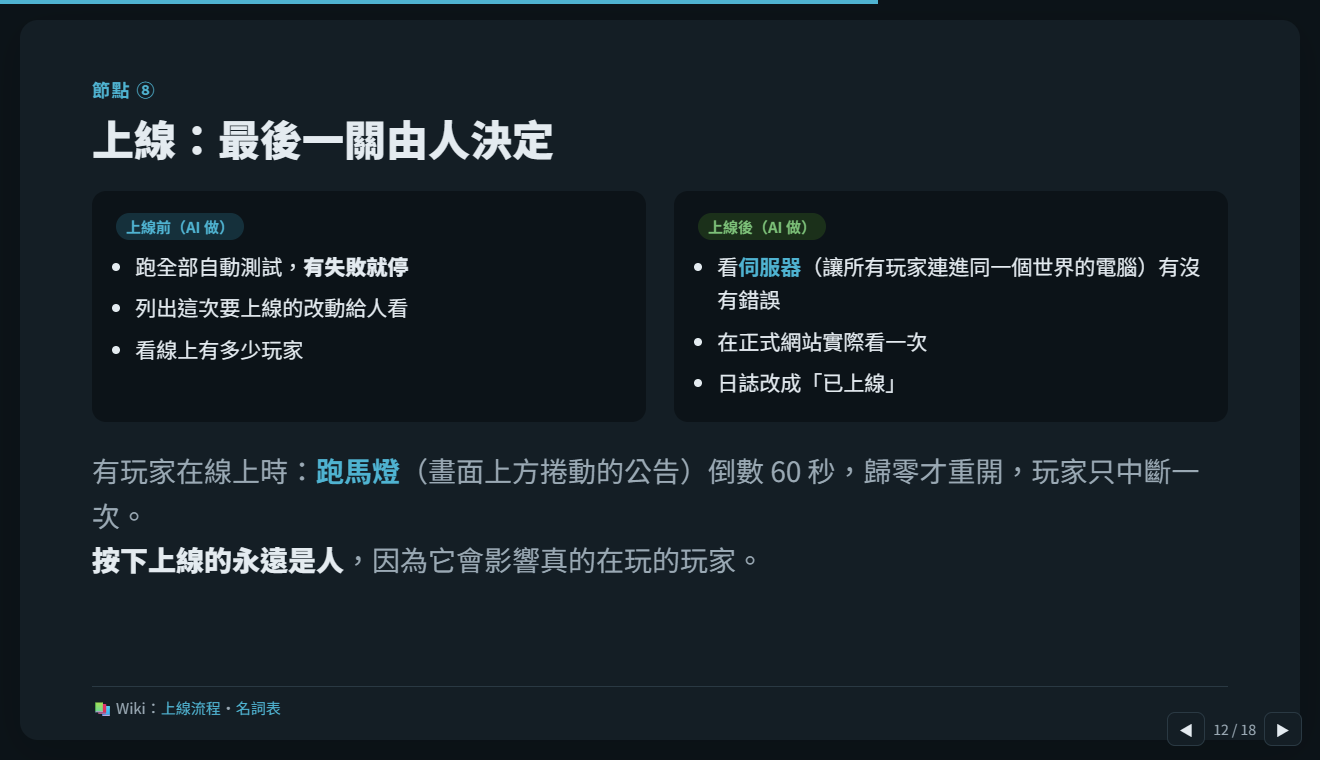 節點 ⑧
上線：最後一關由人決定
上線前（AI 做）
跑全部自動測試，有失敗就停
列出這次要上線的改動給人看
看線上有多少玩家
上線後（AI 做）
看伺服器（讓所有玩家連進同一個世界的電腦）有沒
有錯誤
在正式網站實際看一次
日誌改成「已上線」
有玩家在線上時：跑馬燈（畫面上方捲動的公告）倒數 60 秒，歸零才重開，玩家只中斷一
次。
按下上線的永遠是人，因為它會影響真的在玩的玩家。
📚 Wiki：上線流程・名詞表
◀ 12 / 18 ▶